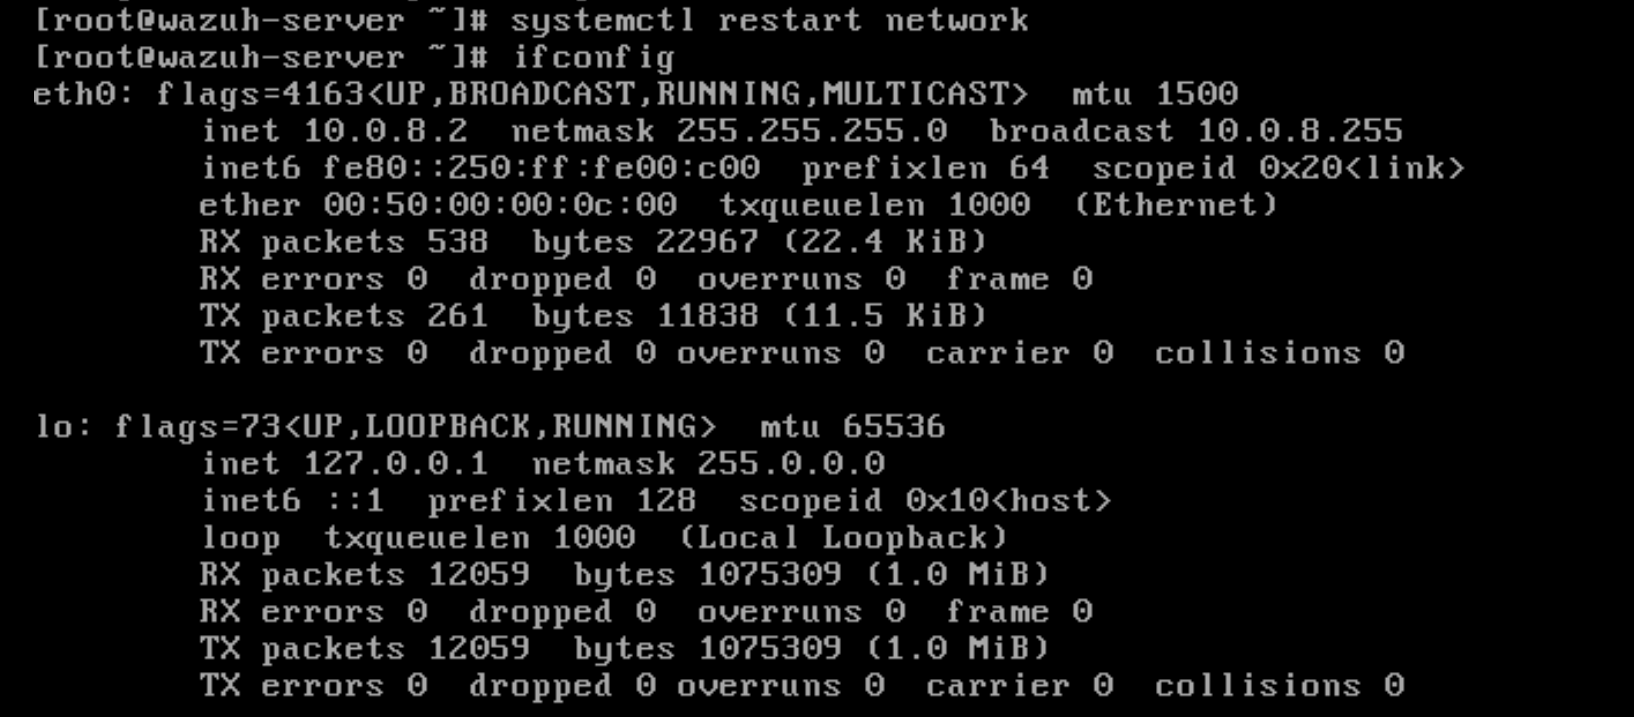 [root@wazuh-server ~]# systemctl restart network
[root@wazuh-server ~]# ifconfig
eth0: flags=4163<UP,BROADCAST,RUNNING,MULTICAST>  mtu 1500
        inet 10.0.8.2  netmask 255.255.255.0  broadcast 10.0.8.255
        inet6 fe80::250:ff:fe00:c00  prefixlen 64  scopeid 0x20<link>
        ether 00:50:00:00:0c:00  txqueuelen 1000  (Ethernet)
        RX packets 538  bytes 22967 (22.4 KiB)
        RX errors 0  dropped 0  overruns 0  frame 0
        TX packets 261  bytes 11838 (11.5 KiB)
        TX errors 0  dropped 0 overruns 0  carrier 0  collisions 0

lo: flags=73<UP,LOOPBACK,RUNNING>  mtu 65536
        inet 127.0.0.1  netmask 255.0.0.0
        inet6 ::1  prefixlen 128  scopeid 0x10<host>
        loop  txqueuelen 1000  (Local Loopback)
        RX packets 12059  bytes 1075309 (1.0 MiB)
        RX errors 0  dropped 0  overruns 0  frame 0
        TX packets 12059  bytes 1075309 (1.0 MiB)
        TX errors 0  dropped 0 overruns 0  carrier 0  collisions 0